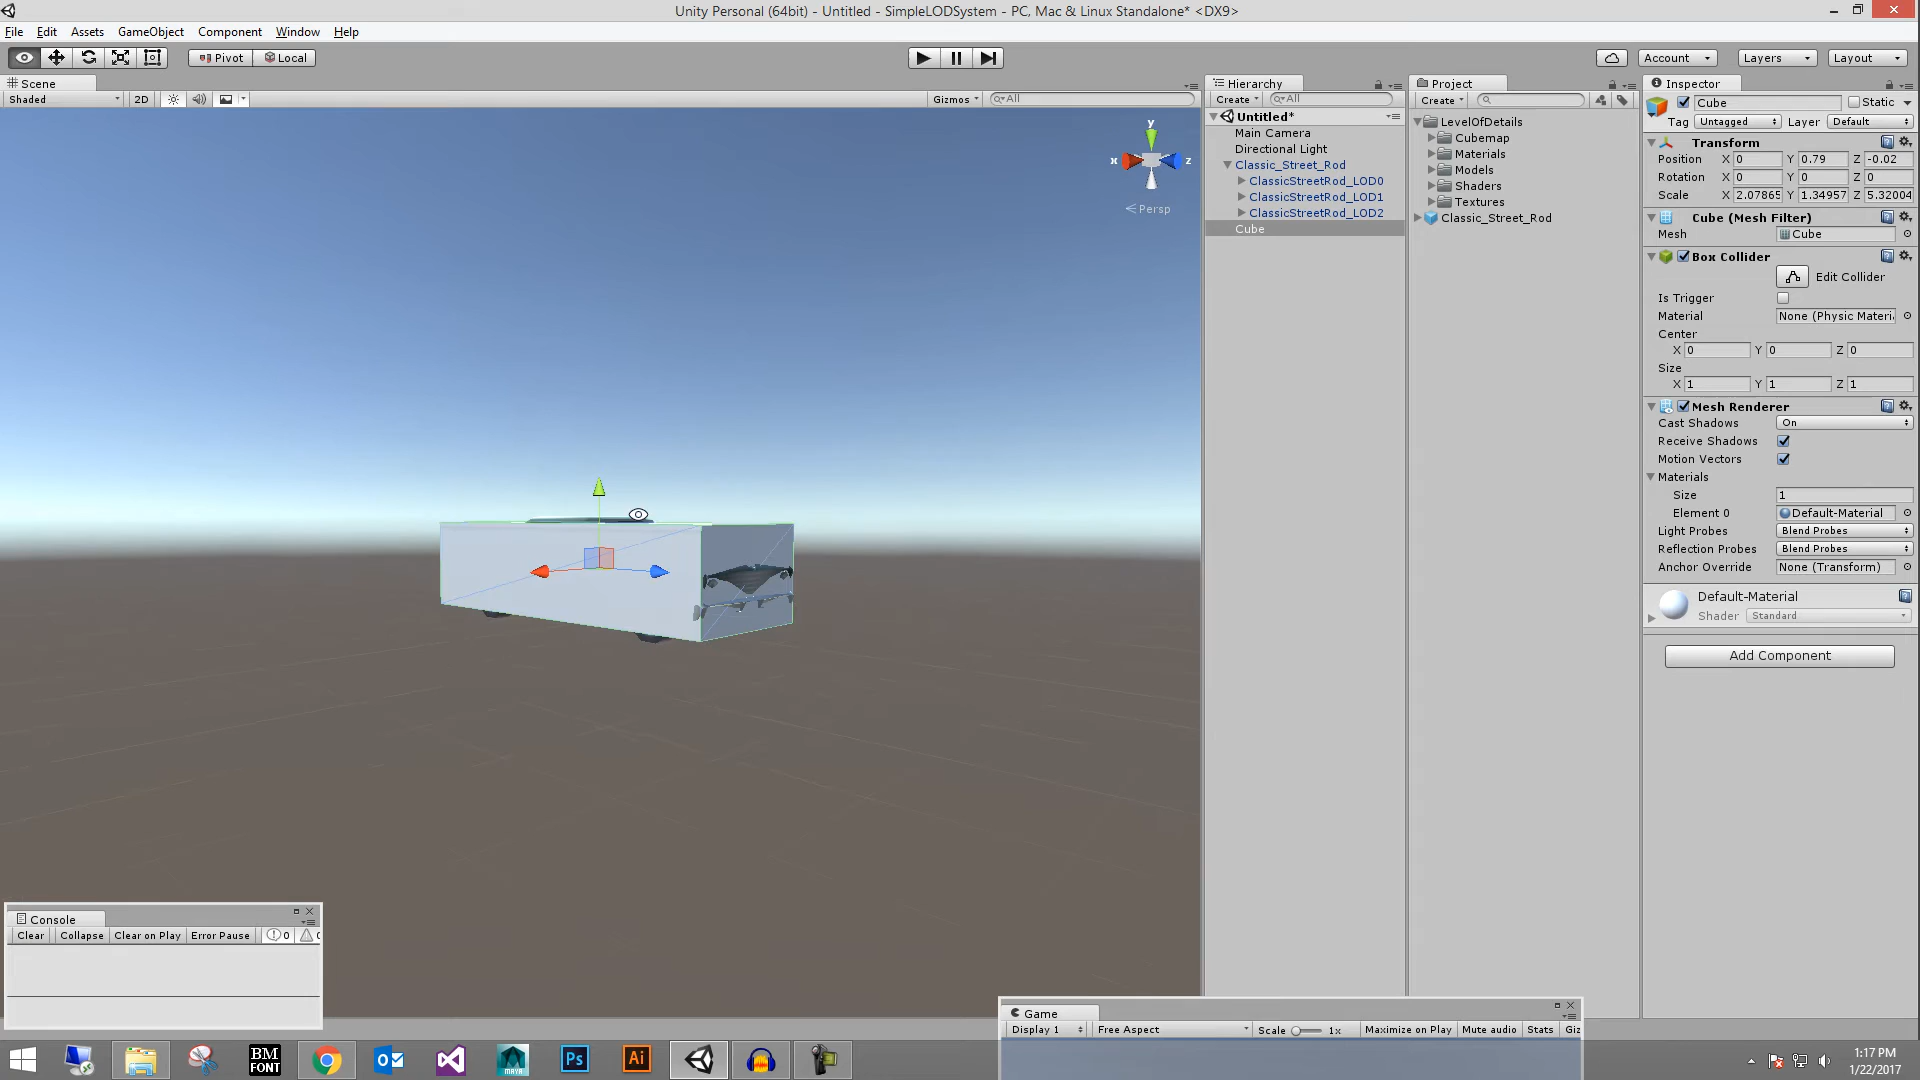 Unity Personal (64bit) - Untitled - SimpleLODSystem - PC, Mac & Linux Standalone* <DX9>
File Edit Assets GameObject Component Window Help
Pivot Local Account Layers Layout
Scene
Shaded 2D Gizmos All
y
x z
Persp
Hierarchy
Create All
Untitled*
Main Camera
Directional Light
Classic_Street_Rod
ClassicStreetRod_LOD0
ClassicStreetRod_LOD1
ClassicStreetRod_LOD2
Cube
Project
Create
LevelOfDetails
Cubemap
Materials
Models
Shaders
Textures
Classic_Street_Rod
Inspector
Cube Static
Tag Untagged Layer Default
Transform
Position X 0 Y 0.79 Z -0.02
Rotation X 0 Y 0 Z 0
Scale X 2.07865 Y 1.34957 Z 5.32004
Cube (Mesh Filter)
Mesh Cube
Box Collider
Edit Collider
Is Trigger
Material None (Physic Materi
Center
X 0 Y 0 Z 0
Size
X 1 Y 1 Z 1
Mesh Renderer
Cast Shadows On
Receive Shadows
Motion Vectors
Materials
Size 1
Element 0 Default-Material
Light Probes Blend Probes
Reflection Probes Blend Probes
Anchor Override None (Transform)
Default-Material
Shader Standard
Add Component
Console
Clear Collapse Clear on Play Error Pause 0 0
Game
Display 1 Free Aspect Scale 1x Maximize on Play Mute audio Stats Giz
BM
FONT
MAYA
Ps
Ai
1:17 PM
1/22/2017